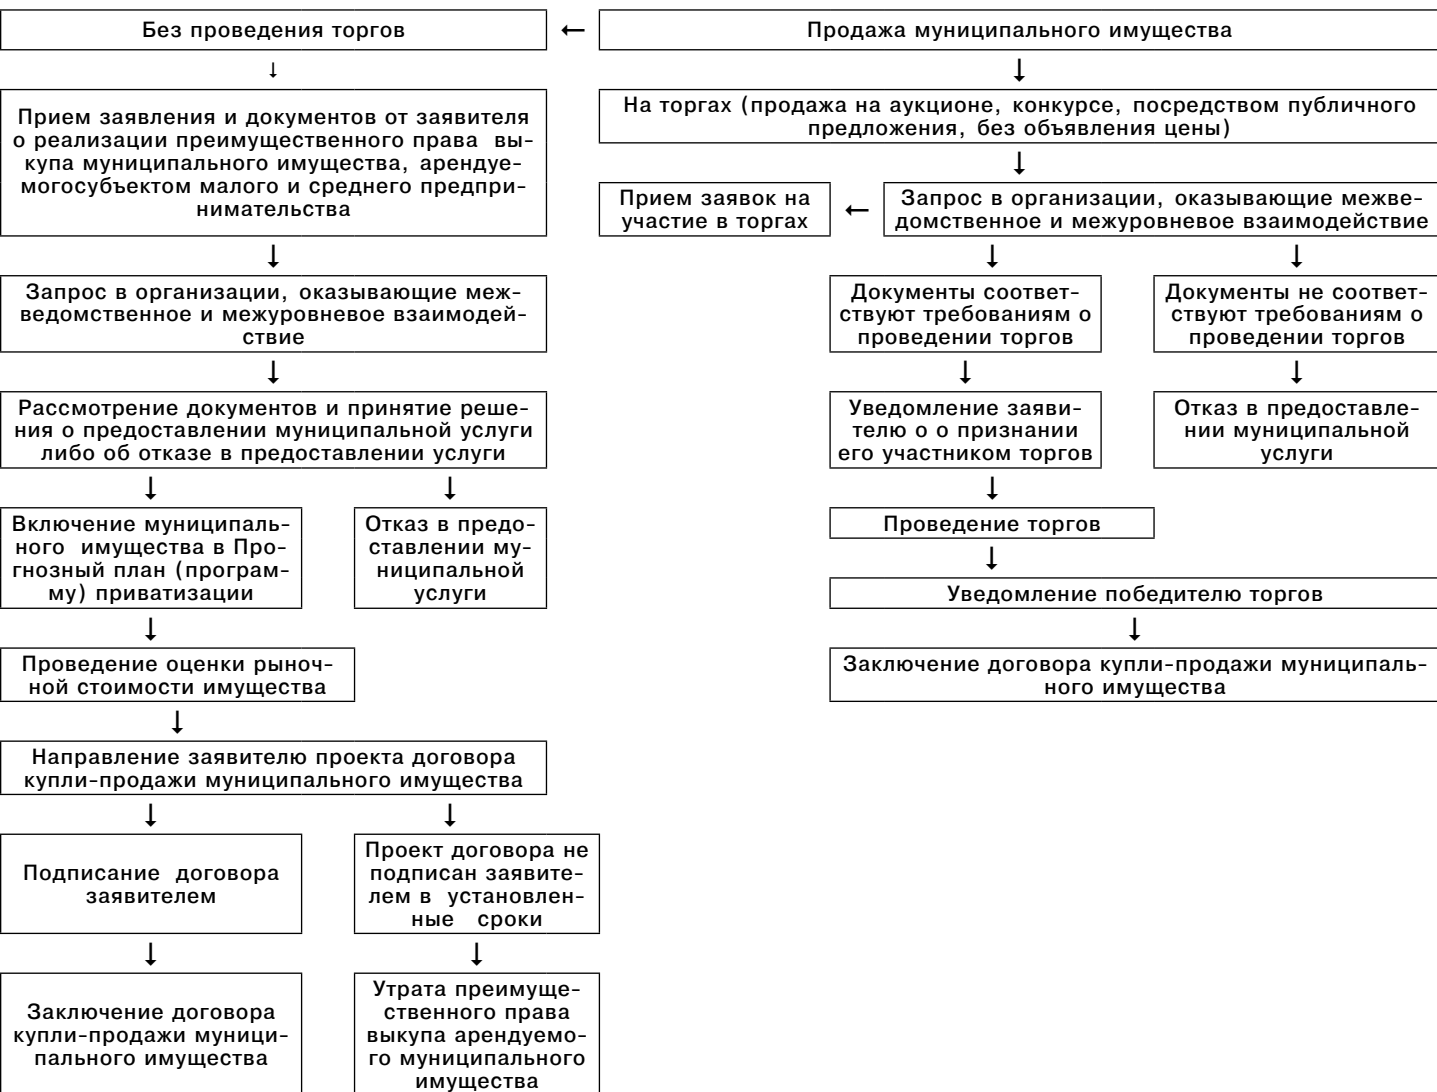 Без проведения торгов
←
Продажа муниципального имущества
↓
↓
Прием заявления и документов от заявителя
о реализации преимущественного права вы-
купа муниципального имущества, арендуе-
могосубъектом малого и среднего предпри-
нимательства
На торгах (продажа на аукционе, конкурсе, посредством публичного
предложения, без объявления цены)
↓
Прием заявок на
участие в торгах
←
Запрос в организации, оказывающие межве-
домственное и межуровневое взаимодействие
↓
↓
↓
Запрос в организации, оказывающие меж-
ведомственное и межуровневое взаимодей-
ствие
Документы соответ-
ствуют требованиям о
проведении торгов
Документы не соответ-
ствуют требованиям о
проведении торгов
↓
↓
↓
Рассмотрение документов и принятие реше-
ния о предоставлении муниципальной услуги
либо об отказе в предоставлении услуги
Уведомление заяви-
телю о о признании
его участником торгов
Отказ в предоставле-
нии муниципальной
услуги
↓
↓
↓
Включение муниципаль-
ного имущества в Про-
гнозный план (програм-
му) приватизации
Отказ в предо-
ставлении му-
ниципальной
услуги
Проведение торгов
↓
Уведомление победителю торгов
↓
↓
Проведение оценки рыноч-
ной стоимости имущества
Заключение договора купли-продажи муниципаль-
ного имущества
↓
Направление заявителю проекта договора
купли-продажи муниципального имущества
↓
↓
Подписание договора
заявителем
Проект договора не
подписан заявите-
лем в установлен-
ные сроки
↓
↓
Заключение договора
купли-продажи муници-
пального имущества
Утрата преимуще-
ственного права
выкупа арендуемо-
го муниципального
имущества